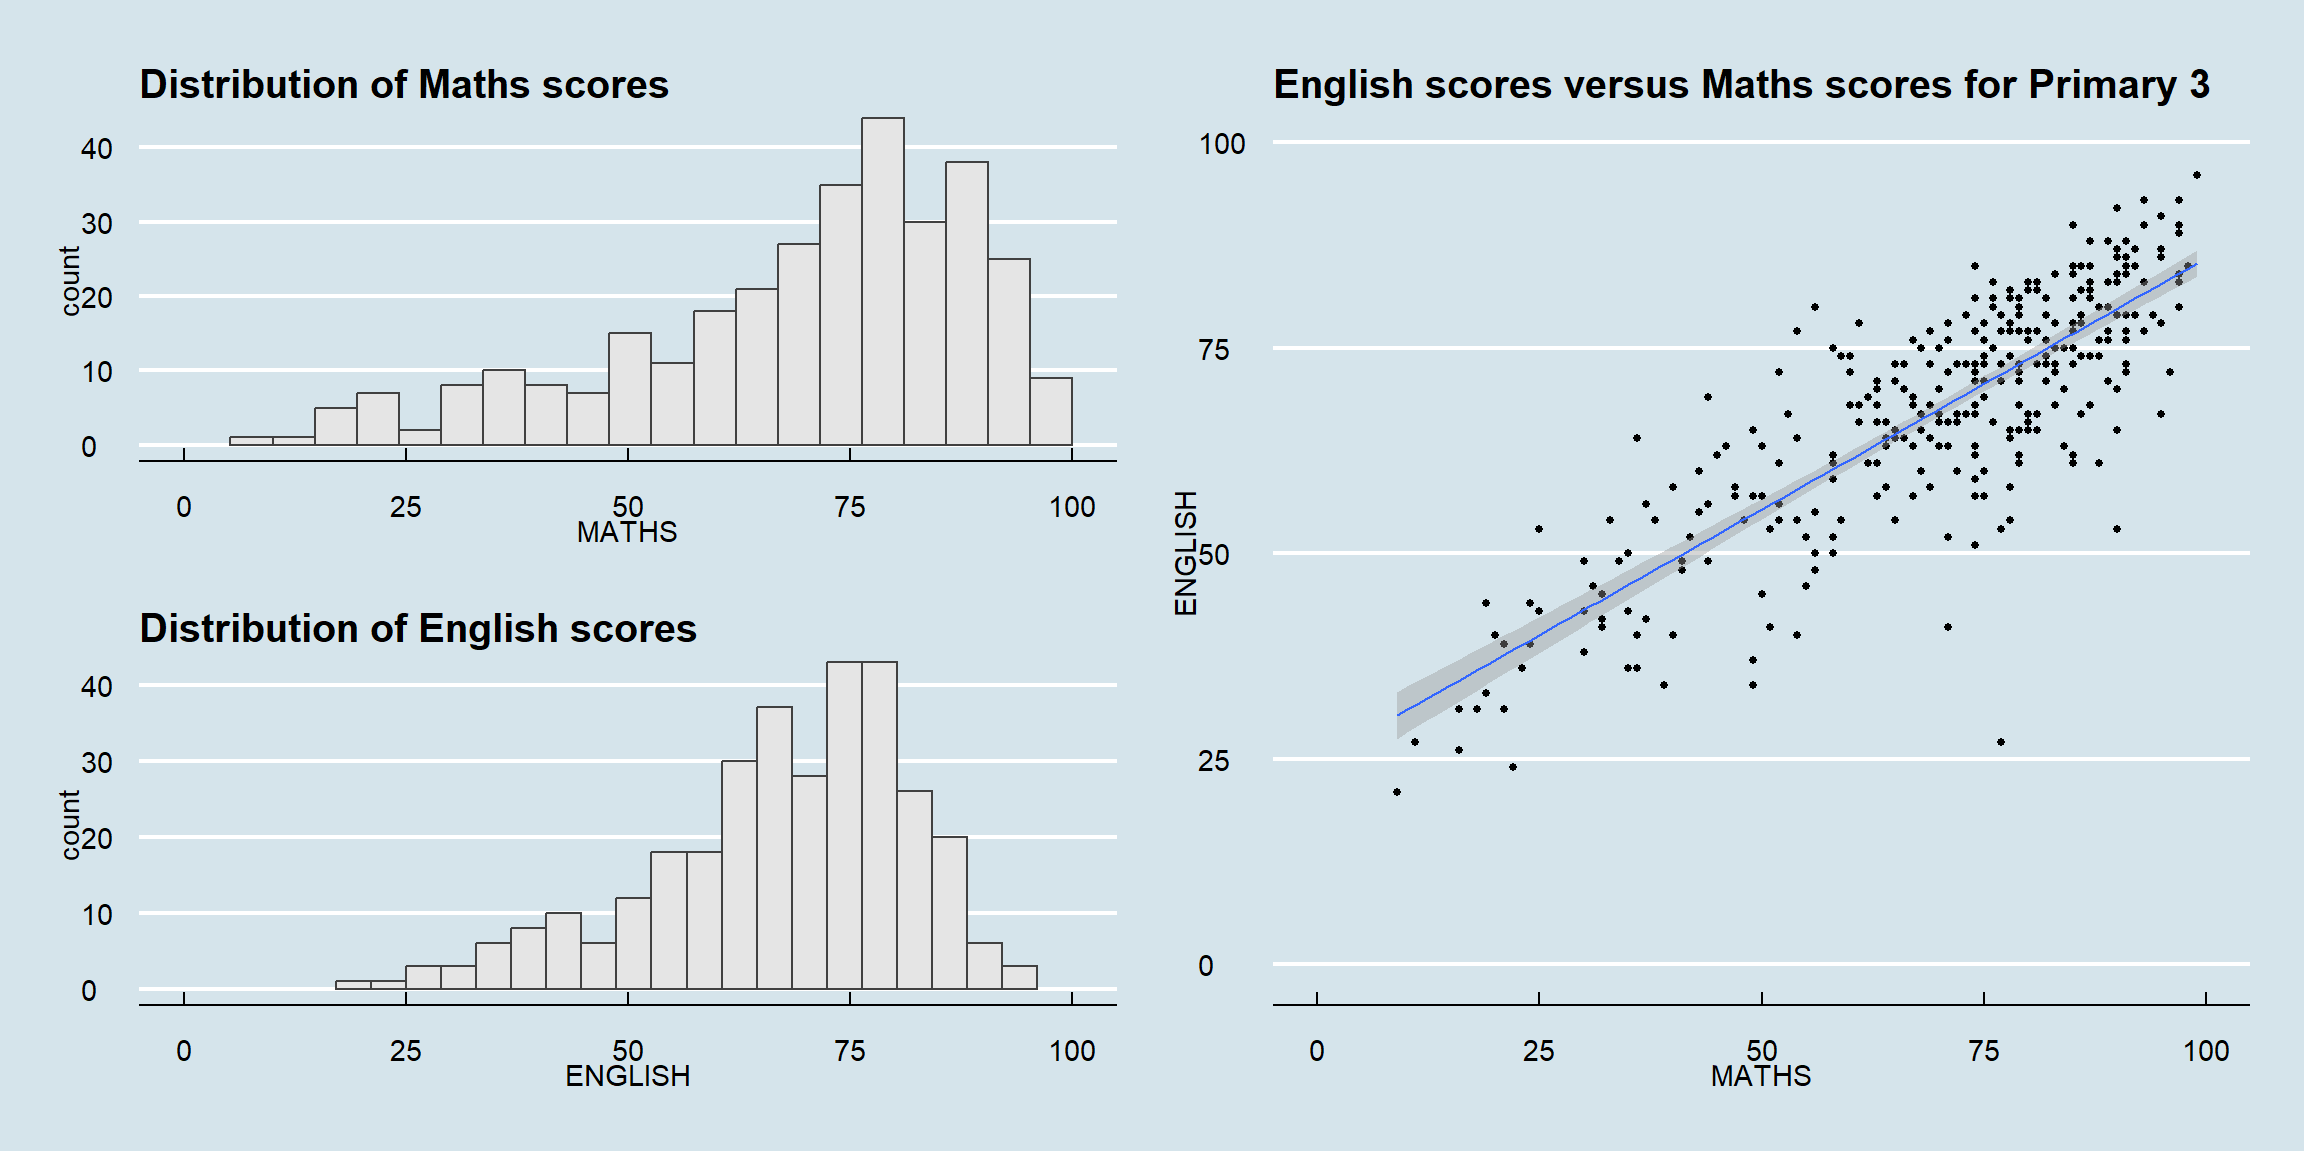 Distribution of Maths scores
40
30
20
10
0
count
0 25 50 75 100
MATHS
Distribution of English scores
40
30
20
10
0
count
0 25 50 75 100
ENGLISH
English scores versus Maths scores for Primary 3
100
75
50
25
0
ENGLISH
0 25 50 75 100
MATHS